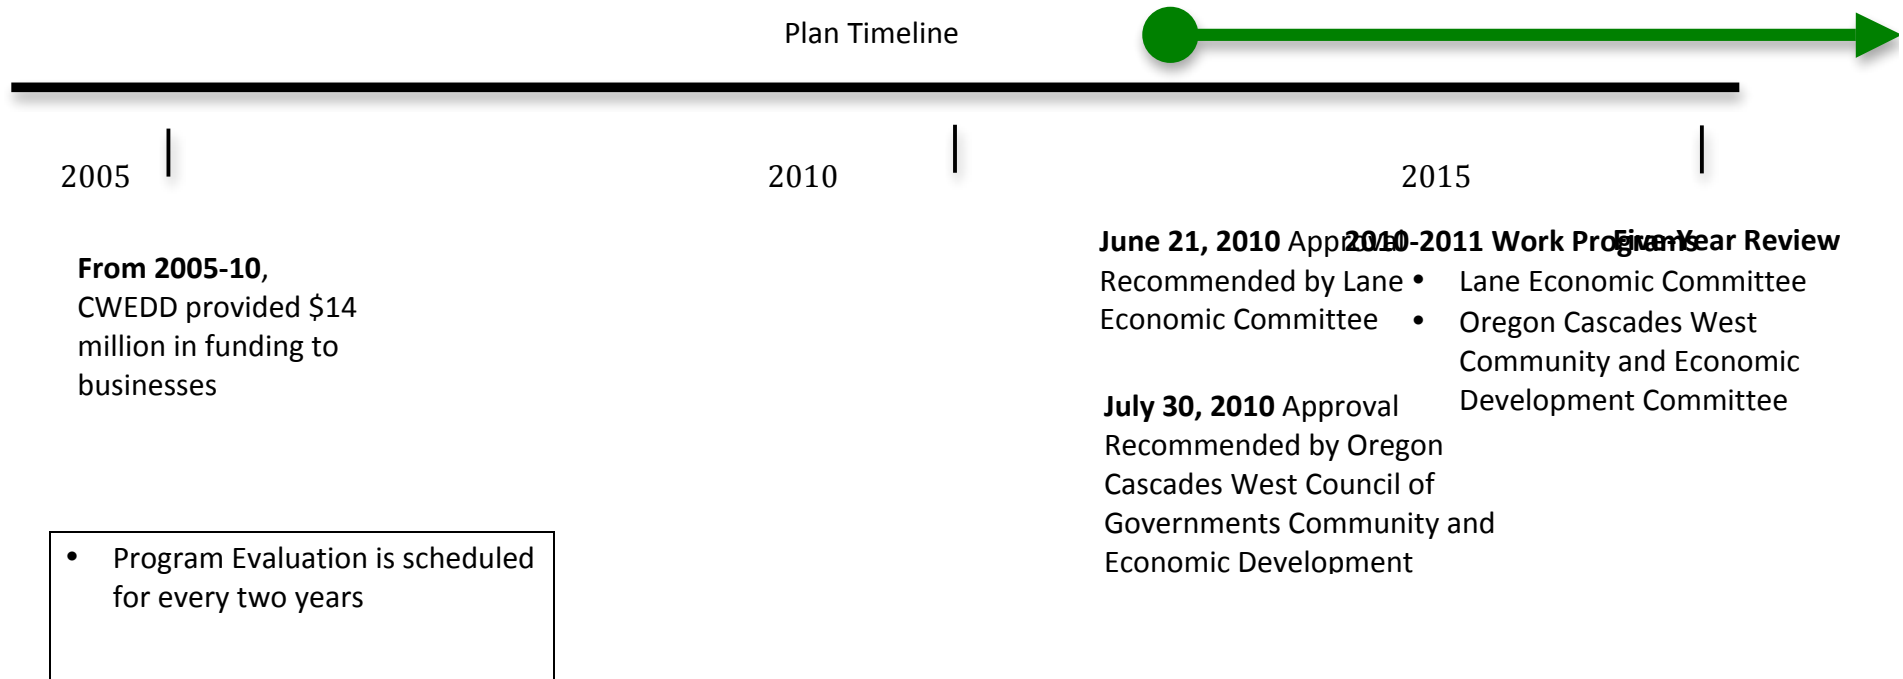 Plan Timeline
2005
2010
2015
From 2005-10,
CWEDD provided $14
million in funding to
businesses
June 21, 2010 Approval
Recommended by Lane
Economic Committee
July 30, 2010 Approval
Recommended by Oregon
Cascades West Council of
Governments Community and
Economic Development
2010-2011 Work Programs
• Lane Economic Committee
• Oregon Cascades West
Community and Economic
Development Committee
Five-Year Review
• Program Evaluation is scheduled
for every two years